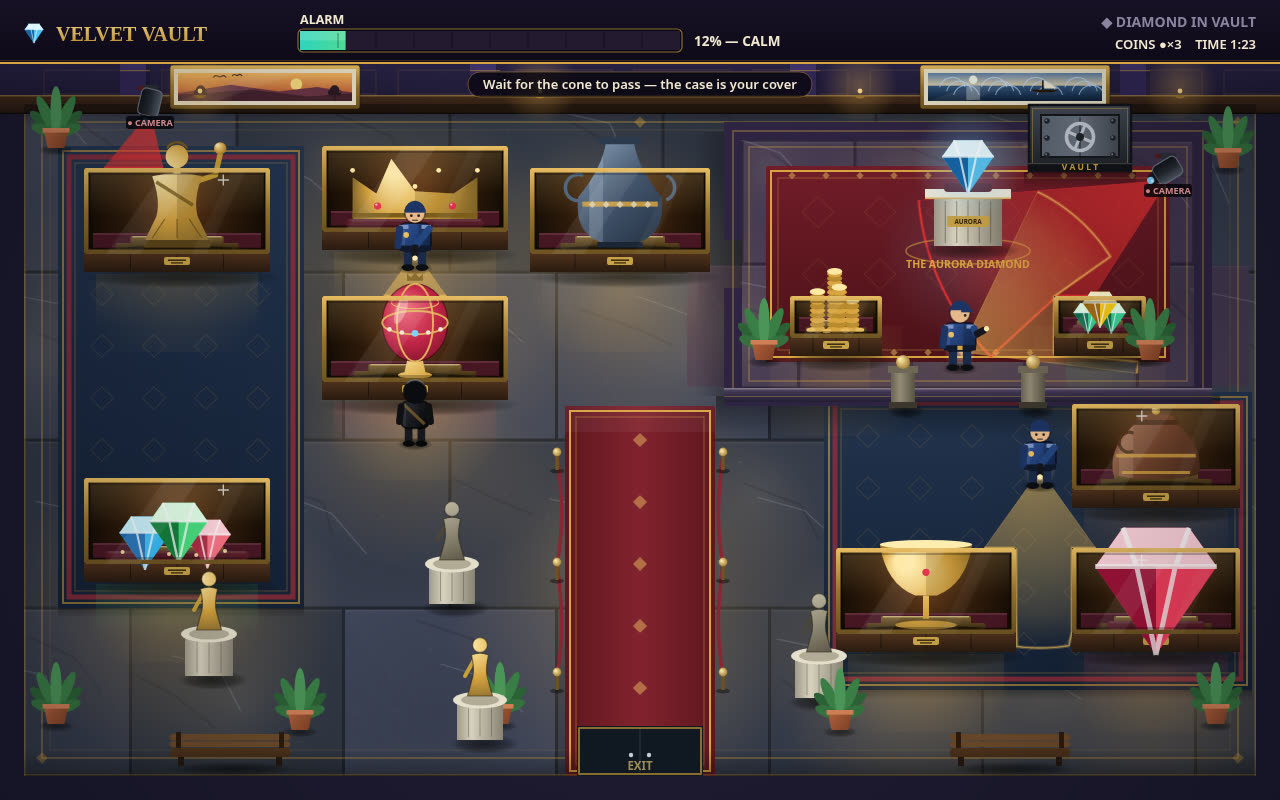 VELVET VAULT
ALARM
12% — CALM
◆ DIAMOND IN VAULT
COINS ●×3 TIME 1:23
Wait for the cone to pass — the case is your cover
● CAMERA
VAULT
● CAMERA
AURORA
THE AURORA DIAMOND
EXIT